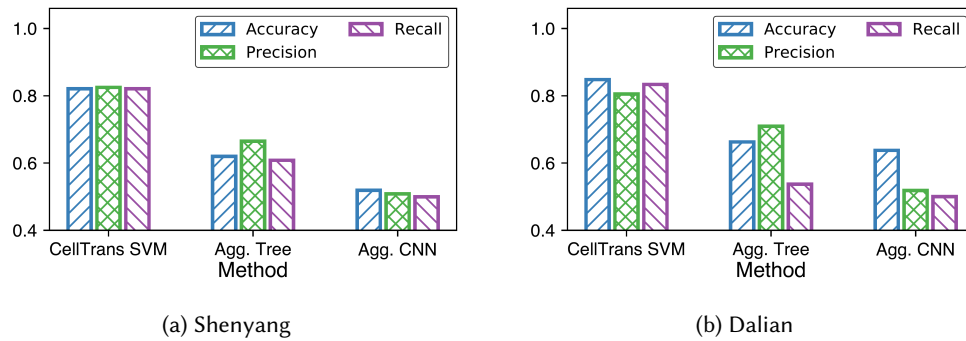 1.0
0.8
0.6
0.4
Accuracy
Precision
Recall
CellTrans SVM
Agg. Tree
Agg. CNN
Method
(a) Shenyang
1.0
0.8
0.6
0.4
Accuracy
Precision
Recall
CellTrans SVM
Agg. Tree
Agg. CNN
Method
(b) Dalian